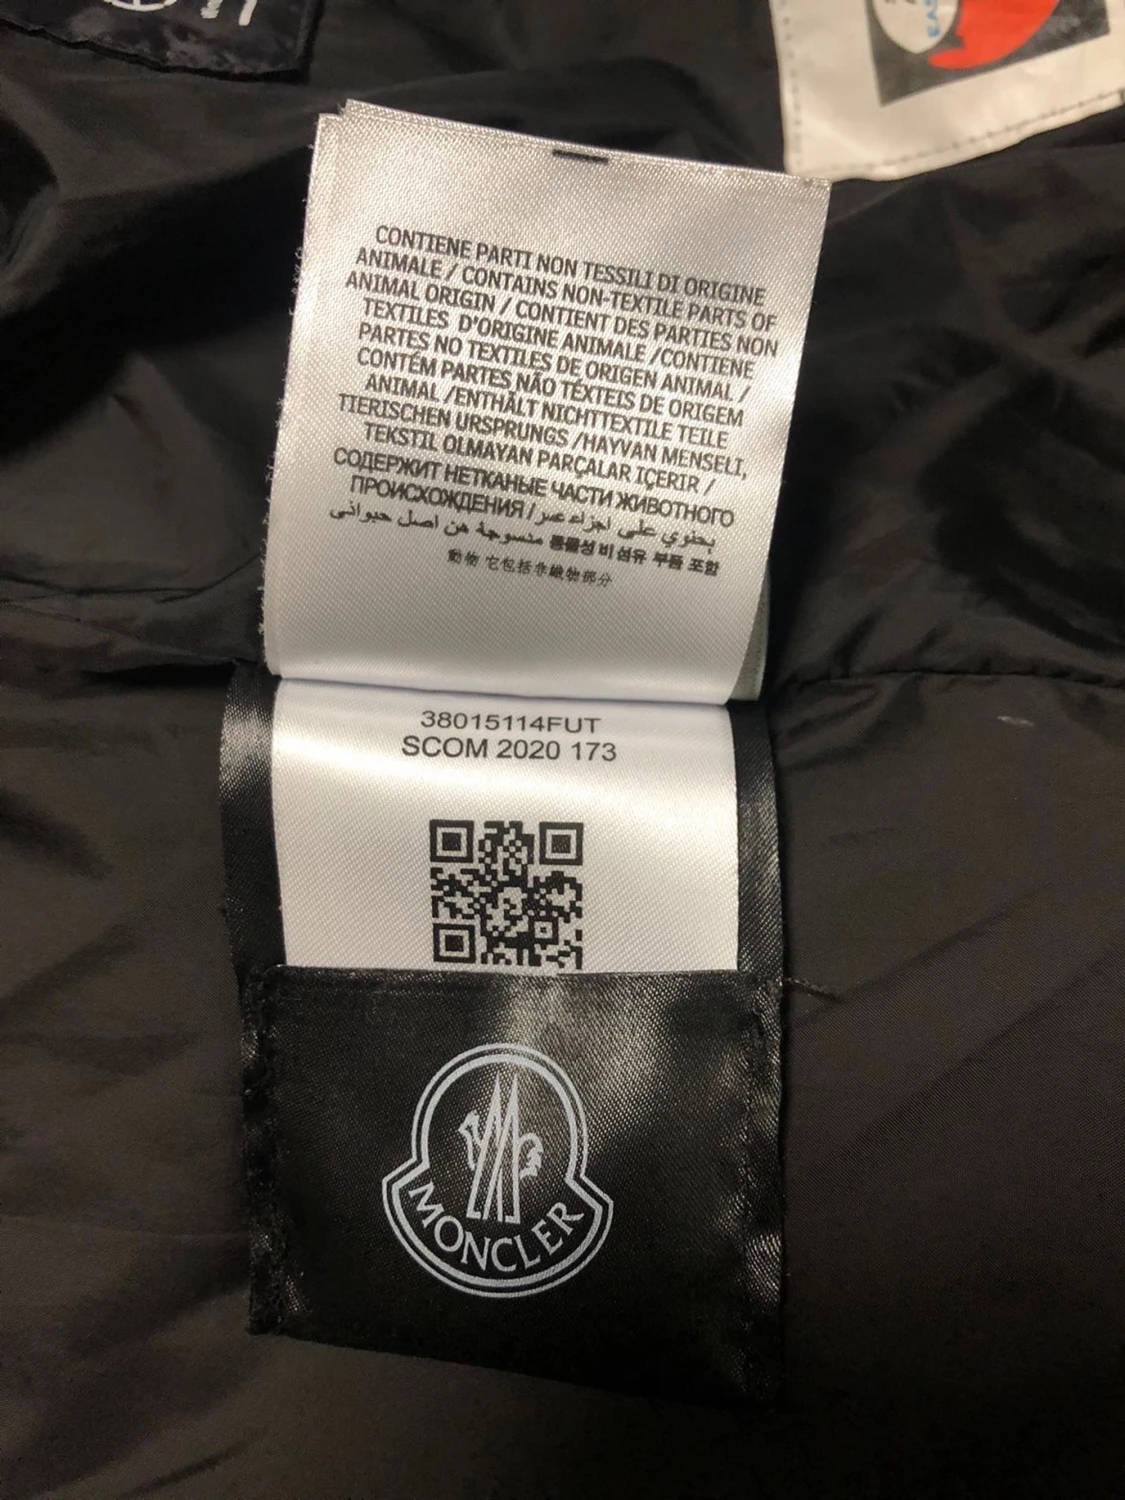 CONTIENE PARTI NON TESSILI DI ORIGINE
ANIMALE / CONTAINS NON-TEXTILE PARTS OF
ANIMAL ORIGIN / CONTIENT DES PARTIES NON
TEXTILES D'ORIGINE ANIMALE /CONTIENE
PARTES NO TEXTILES DE ORIGEN ANIMAL /
CONTÉM PARTES NÃO TÉXTEIS DE ORIGEM
ANIMAL /ENTHÄLT NICHTTEXTILE TEILE
TIERISCHEN URSPRUNGS /HAYVAN MENSELI,
TEKSTIL OLMAYAN PARÇALAR IÇERIR /
СОДЕРЖИТ НЕТКАНЫЕ ЧАСТИ ЖИВОТНОГО
ПРОИСХОЖДЕНИЯ / يحتوي على اجزاء غير
منسوجة من اصل حيوانى 동물성 비 섬유 부품 포함
動物 它包括非織物部分
38015114FUT
SCOM 2020 173
MONCLER